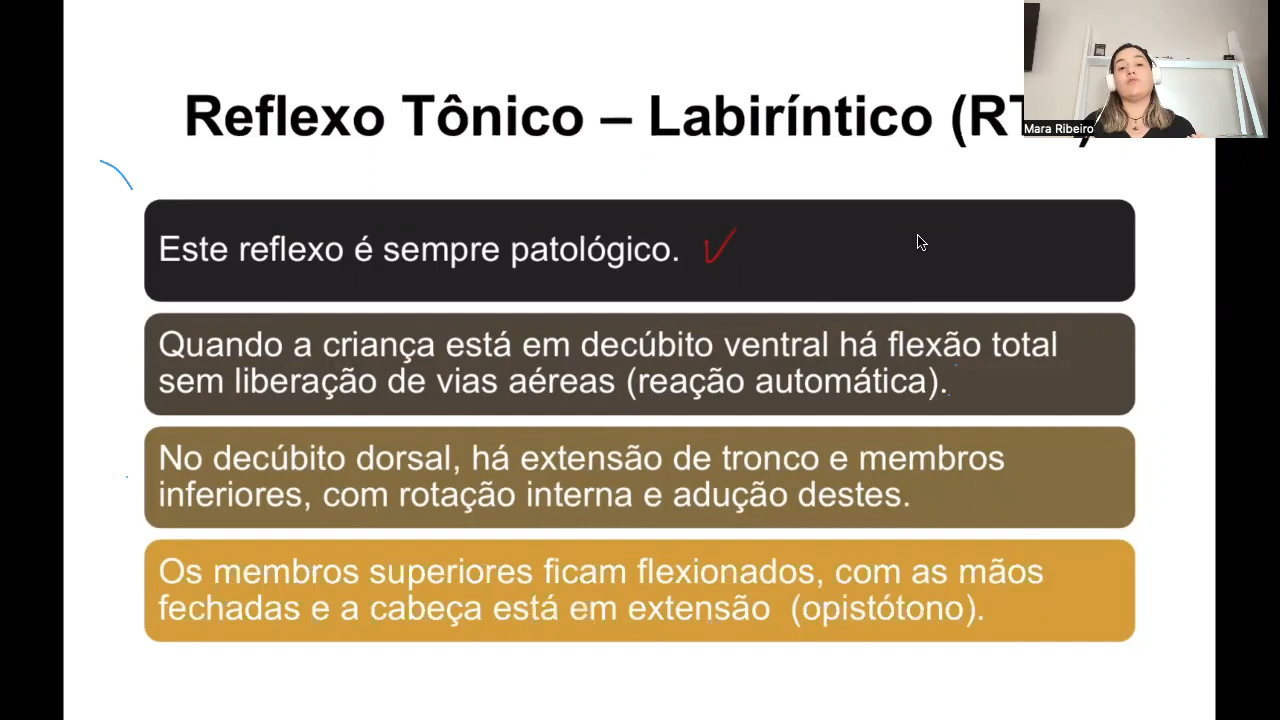 Reflexo Tônico – Labiríntico
Mara Ribeiro
Este reflexo é sempre patológico.
Quando a criança está em decúbito ventral há flexão total
sem liberação de vias aéreas (reação automática).
No decúbito dorsal, há extensão de tronco e membros
inferiores, com rotação interna e adução destes.
Os membros superiores ficam flexionados, com as mãos
fechadas e a cabeça está em extensão (opistótono).